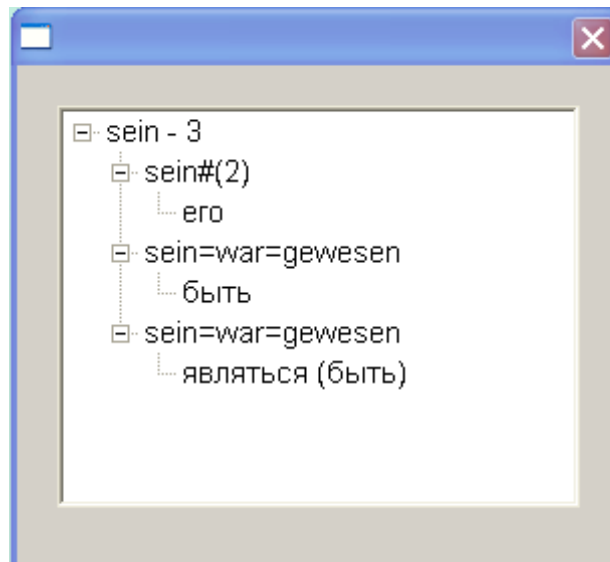 sein - 3
sein#(2)
его
sein=war=gewesen
быть
sein=war=gewesen
являться (быть)